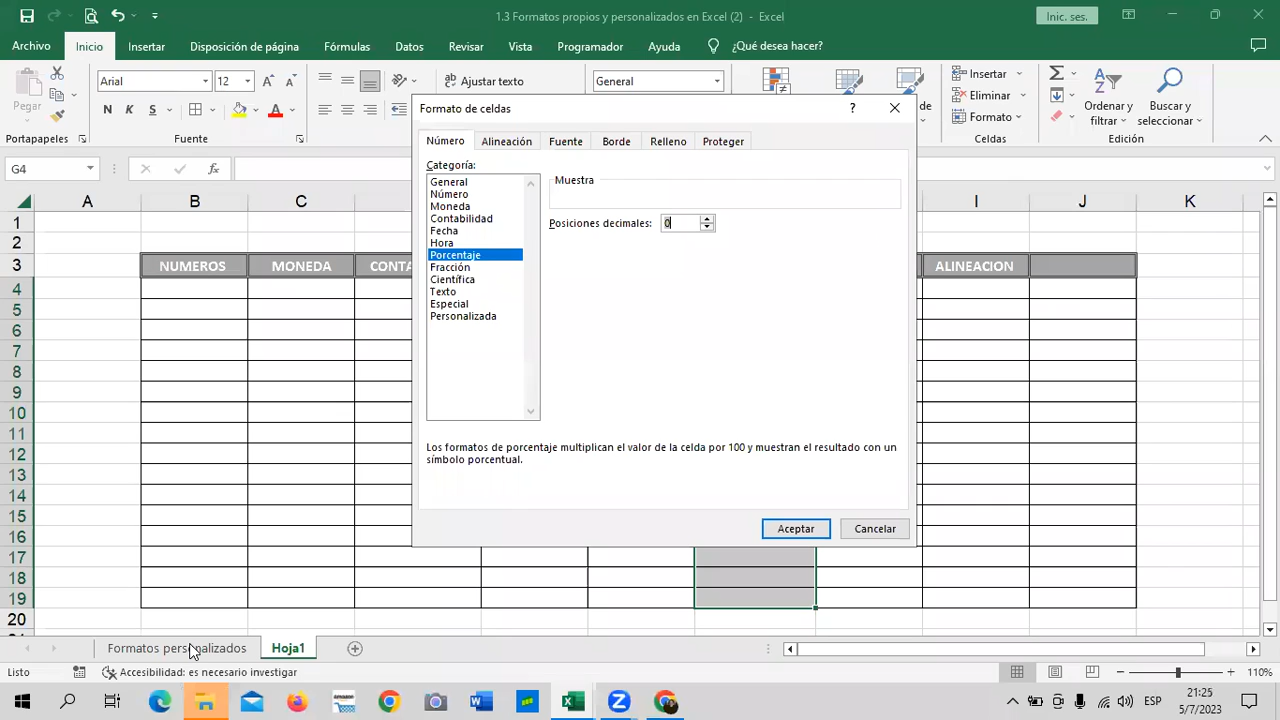 1.3 Formatos propios y personalizados en Excel (2) - Excel
Inic. ses.
Archivo Inicio Insertar Disposición de página Fórmulas Datos Revisar Vista Programador Ayuda ¿Qué desea hacer?
Pegar
Arial 12
Ajustar texto
General
Insertar
Eliminar
Formato
Ordenar y filtrar
Buscar y seleccionar
de
N K S
Portapapeles Fuente Celdas Edición
G4
fx
Formato de celdas
Número Alineación Fuente Borde Relleno Proteger
Categoría:
General
Número
Moneda
Contabilidad
Fecha
Hora
Porcentaje
Fracción
Científica
Texto
Especial
Personalizada
Muestra
Posiciones decimales: 0
Los formatos de porcentaje multiplican el valor de la celda por 100 y muestran el resultado con un
símbolo porcentual.
Aceptar Cancelar
A B C I J K
1
2
3 NUMEROS MONEDA CONTA ALINEACION
4
5
6
7
8
9
10
11
12
13
14
15
16
17
18
19
20
Formatos personalizados Hoja1
Listo Accesibilidad: es necesario investigar 110%
ESP
21:25
5/7/2023